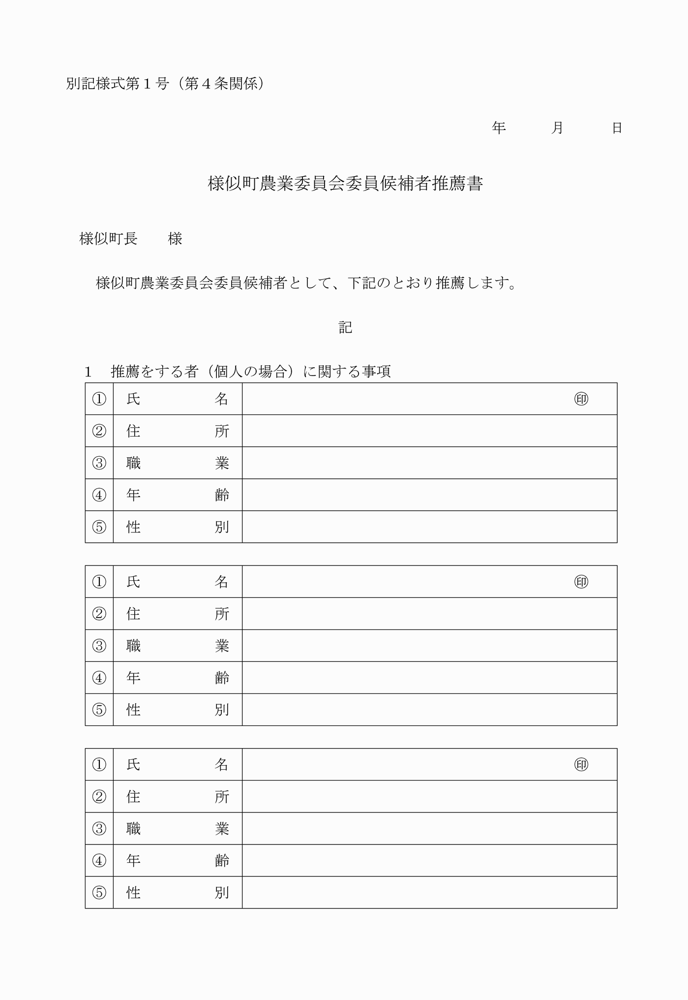 別記様式第１号（第４条関係）
年　　　月　　　日
様似町農業委員会委員候補者推薦書
様似町長　　様
様似町農業委員会委員候補者として、下記のとおり推薦します。
記
１　推薦をする者（個人の場合）に関する事項
① 氏　　　　　名 ㊞
② 住　　　　　所
③ 職　　　　　業
④ 年　　　　　齢
⑤ 性　　　　　別
① 氏　　　　　名 ㊞
② 住　　　　　所
③ 職　　　　　業
④ 年　　　　　齢
⑤ 性　　　　　別
① 氏　　　　　名 ㊞
② 住　　　　　所
③ 職　　　　　業
④ 年　　　　　齢
⑤ 性　　　　　別